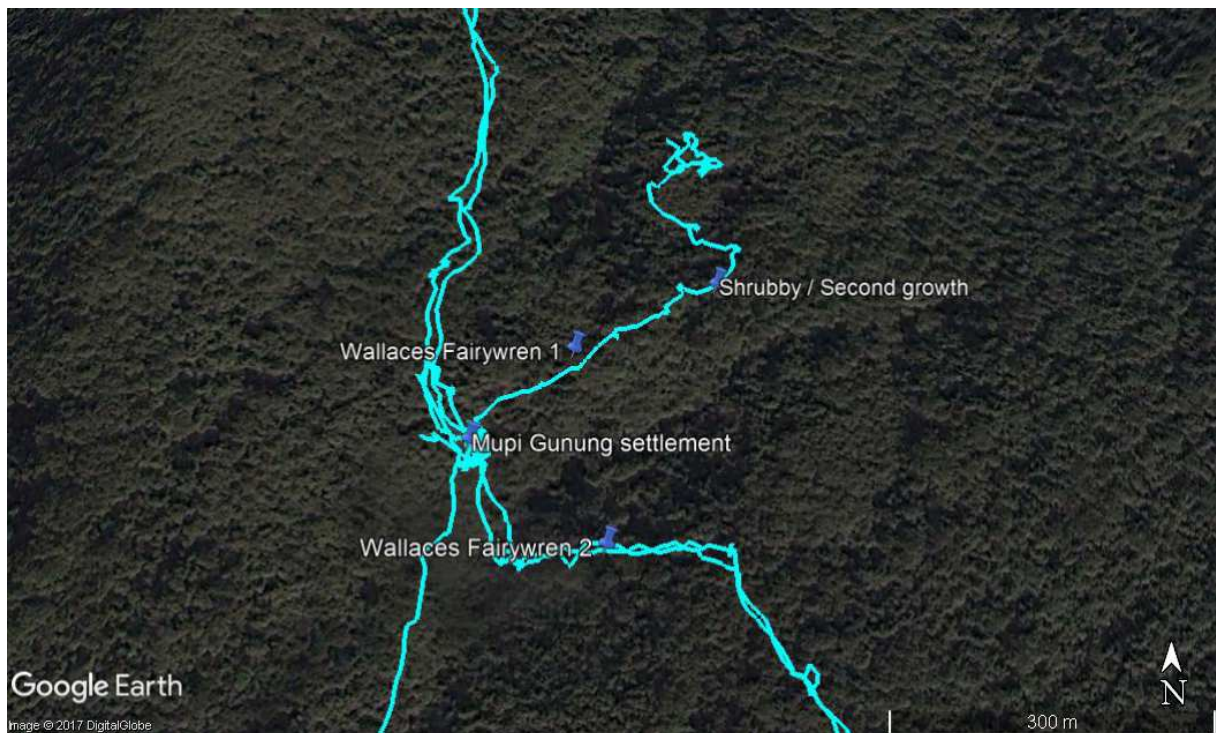 Shrubby / Second growth
Wallaces Fairywren 1
Mupi Gunung settlement
Wallaces Fairywren 2
Google Earth
N
Image © 2017 DigitalGlobe
300 m